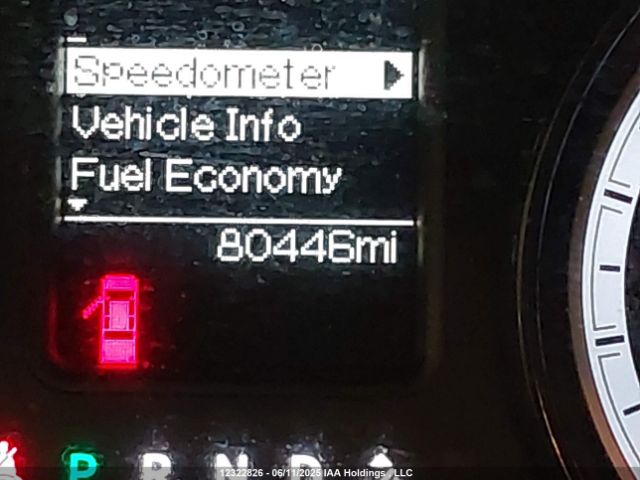 Speedometer
Vehicle Info
Fuel Economy
80446mi
P R N D
12322826 - 06/11/2025 IAA Holdings , LLC